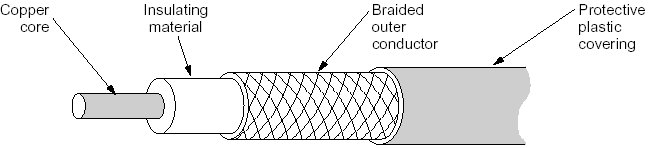 Copper
core
Insulating
material
Braided
outer
conductor
Protective
plastic
covering